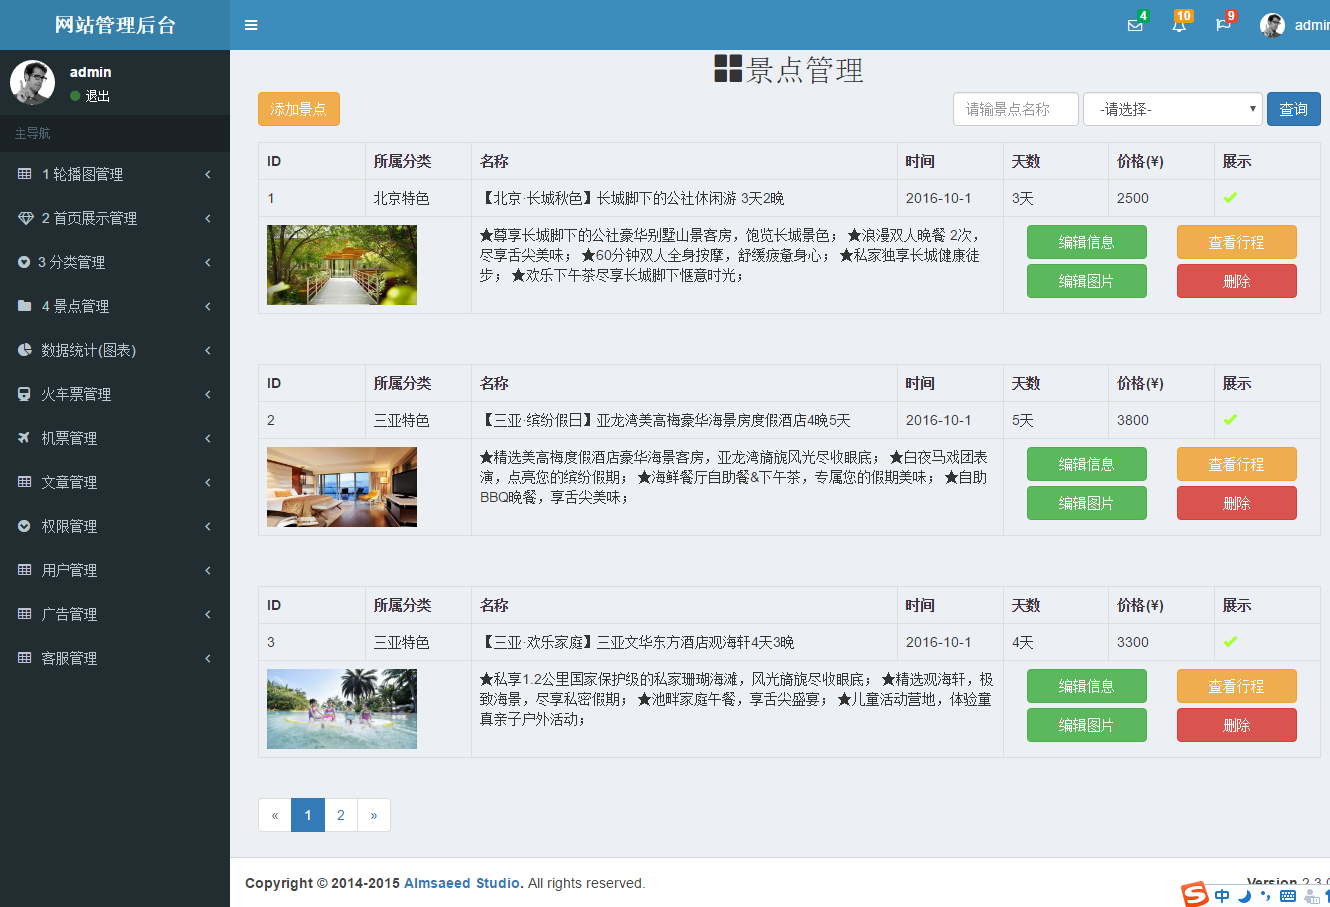 网站管理后台
4
10
9
admin
admin
退出
主导航
1 轮播图管理
2 首页展示管理
3 分类管理
4 景点管理
数据统计(图表)
火车票管理
机票管理
文章管理
权限管理
用户管理
广告管理
客服管理
景点管理
添加景点
请输景点名称
-请选择-
查询
ID 所属分类 名称 时间 天数 价格(¥) 展示
1 北京特色 【北京·长城秋色】长城脚下的公社休闲游 3天2晚 2016-10-1 3天 2500
★尊享长城脚下的公社豪华别墅山景客房，饱览长城景色； ★浪漫双人晚餐 2次，
尽享舌尖美味； ★60分钟双人全身按摩，舒缓疲惫身心； ★私家独享长城健康徒
步； ★欢乐下午茶尽享长城脚下惬意时光；
编辑信息 查看行程
编辑图片 删除
ID 所属分类 名称 时间 天数 价格(¥) 展示
2 三亚特色 【三亚·缤纷假日】亚龙湾美高梅豪华海景房度假酒店4晚5天 2016-10-1 5天 3800
★精选美高梅度假酒店豪华海景客房，亚龙湾旖旎风光尽收眼底； ★白夜马戏团表
演，点亮您的缤纷假期； ★海鲜餐厅自助餐&下午茶，专属您的假期美味； ★自助
BBQ晚餐，享舌尖美味；
编辑信息 查看行程
编辑图片 删除
ID 所属分类 名称 时间 天数 价格(¥) 展示
3 三亚特色 【三亚·欢乐家庭】三亚文华东方酒店观海轩4天3晚 2016-10-1 4天 3300
★私享1.2公里国家保护级的私家珊瑚海滩，风光旖旎尽收眼底； ★精选观海轩，极
致海景，尽享私密假期； ★池畔家庭午餐，享舌尖盛宴； ★儿童活动营地，体验童
真亲子户外活动；
编辑信息 查看行程
编辑图片 删除
« 1 2 »
Copyright © 2014-2015 Almsaeed Studio. All rights reserved.
Version 2.3.0
中